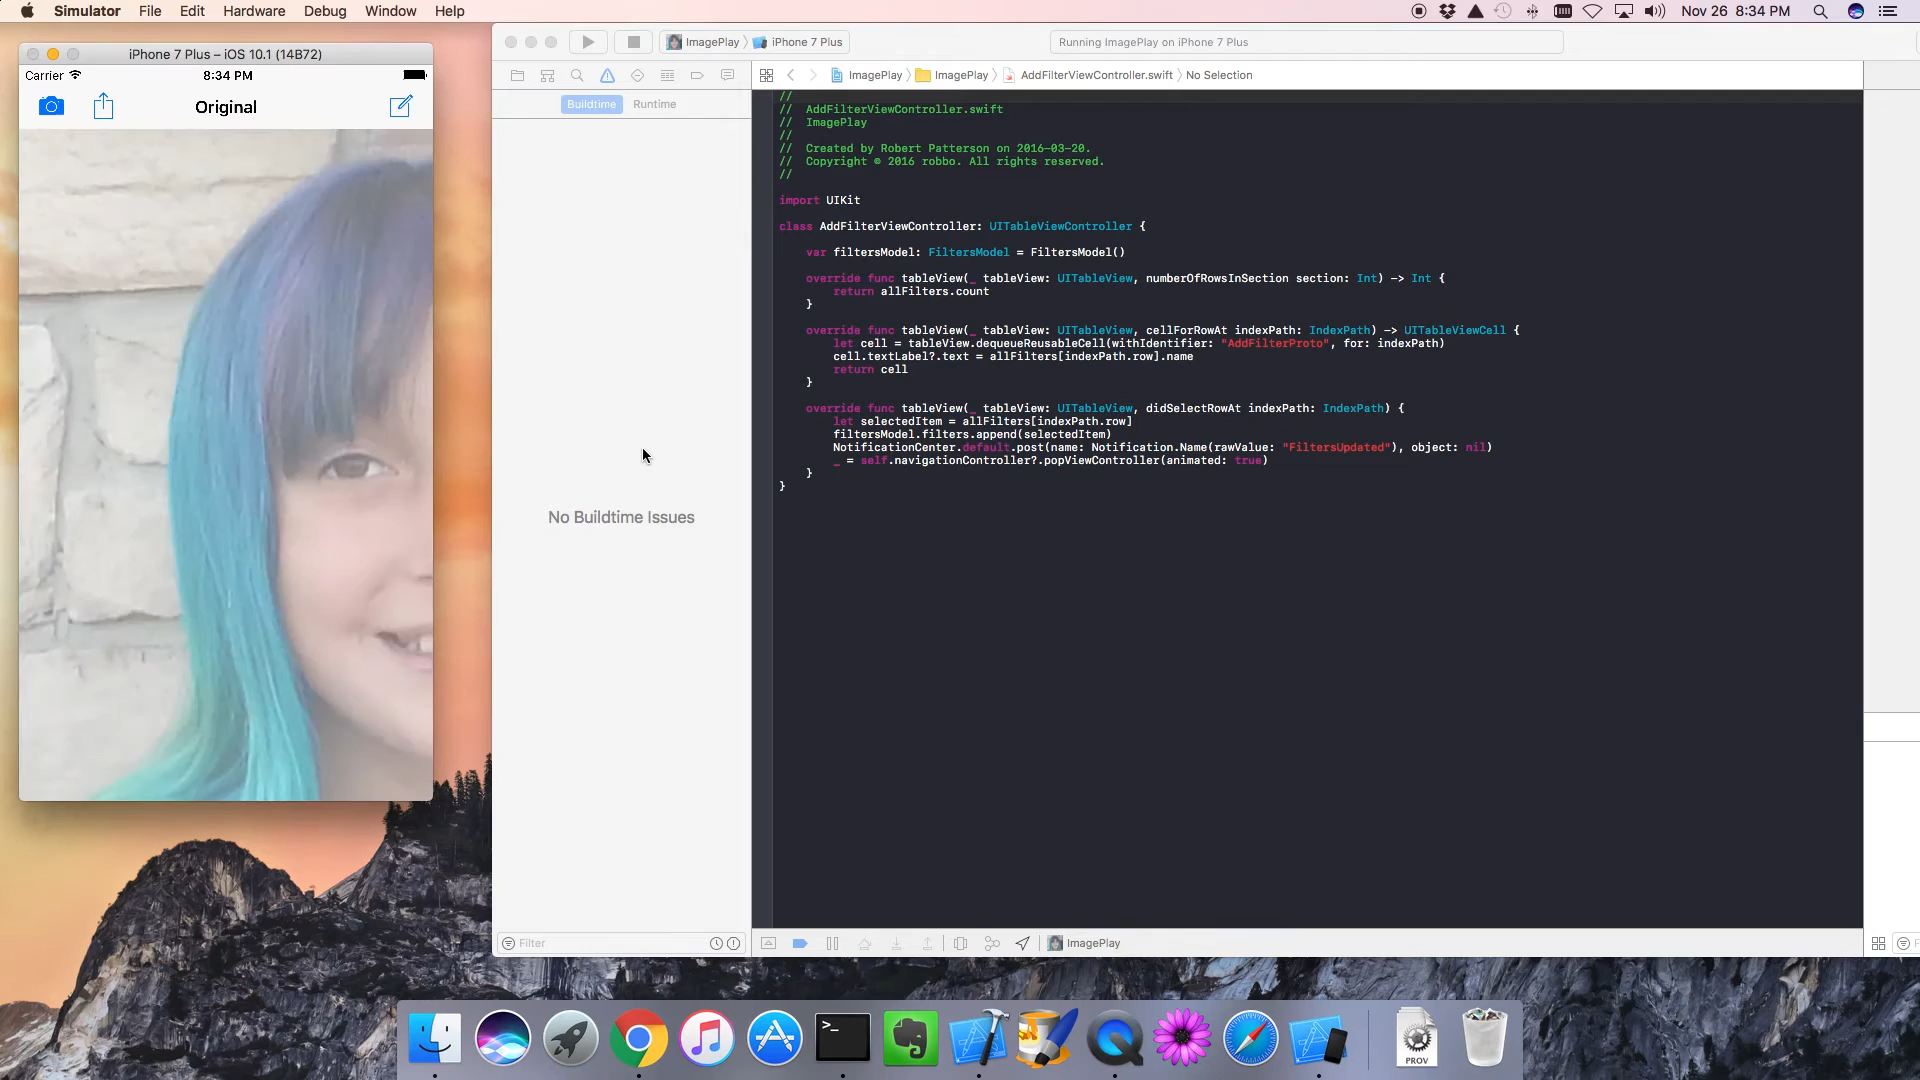 Simulator File Edit Hardware Debug Window Help
Nov 26 8:34 PM
iPhone 7 Plus – iOS 10.1 (14B72)
Carrier 8:34 PM
Original
ImagePlay iPhone 7 Plus
Running ImagePlay on iPhone 7 Plus
ImagePlay ImagePlay AddFilterViewController.swift No Selection
Buildtime Runtime
No Buildtime Issues
Filter
//
// AddFilterViewController.swift
// ImagePlay
//
// Created by Robert Patterson on 2016-03-20.
// Copyright © 2016 robbo. All rights reserved.
//
import UIKit
class AddFilterViewController: UITableViewController {
var filtersModel: FiltersModel = FiltersModel()
override func tableView(_ tableView: UITableView, numberOfRowsInSection section: Int) -> Int {
return allFilters.count
}
override func tableView(_ tableView: UITableView, cellForRowAt indexPath: IndexPath) -> UITableViewCell {
let cell = tableView.dequeueReusableCell(withIdentifier: "AddFilterProto", for: indexPath)
cell.textLabel?.text = allFilters[indexPath.row].name
return cell
}
override func tableView(_ tableView: UITableView, didSelectRowAt indexPath: IndexPath) {
let selectedItem = allFilters[indexPath.row]
filtersModel.filters.append(selectedItem)
NotificationCenter.default.post(name: Notification.Name(rawValue: "FiltersUpdated"), object: nil)
_ = self.navigationController?.popViewController(animated: true)
}
}
ImagePlay
F
>_
PROV